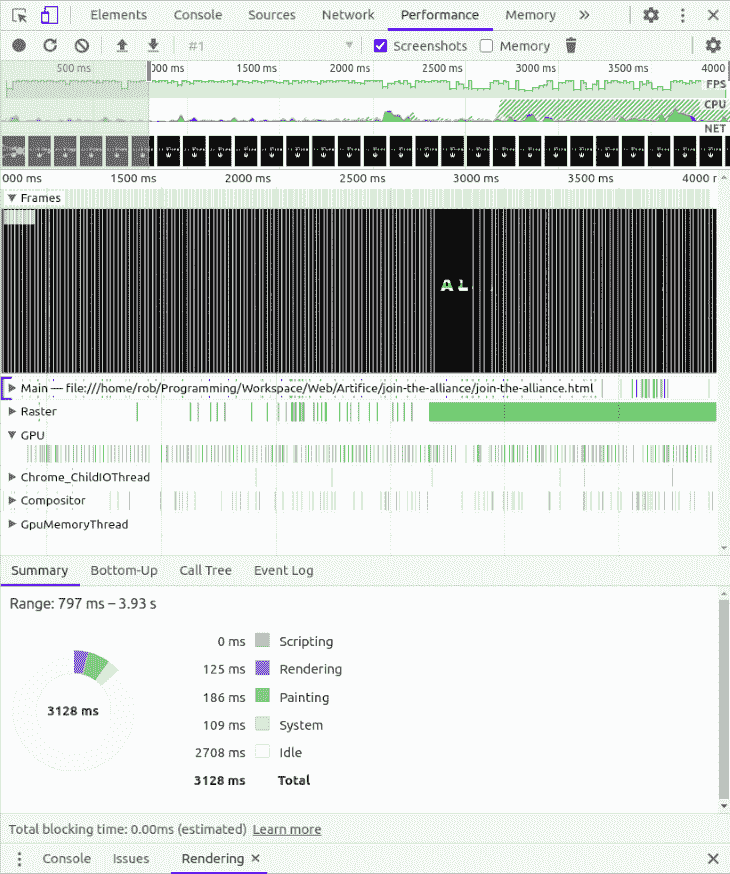 Elements Console Sources Network Performance Memory
#1 Screenshots Memory
500 ms 000 ms 1500 ms 2000 ms 2500 ms 3000 ms 3500 ms 4000
FPS
CPU
NET
000 ms 1500 ms 2000 ms 2500 ms 3000 ms 3500 ms 4000 r
Frames
A L
Main — file:///home/rob/Programming/Workspace/Web/Artifice/join-the-alliance/join-the-alliance.html
Raster
GPU
Chrome_ChildIOThread
Compositor
GpuMemoryThread
Summary Bottom-Up Call Tree Event Log
Range: 797 ms – 3.93 s
0 ms Scripting
125 ms Rendering
186 ms Painting
3128 ms
109 ms System
2708 ms Idle
3128 ms Total
Total blocking time: 0.00ms (estimated) Learn more
Console Issues Rendering